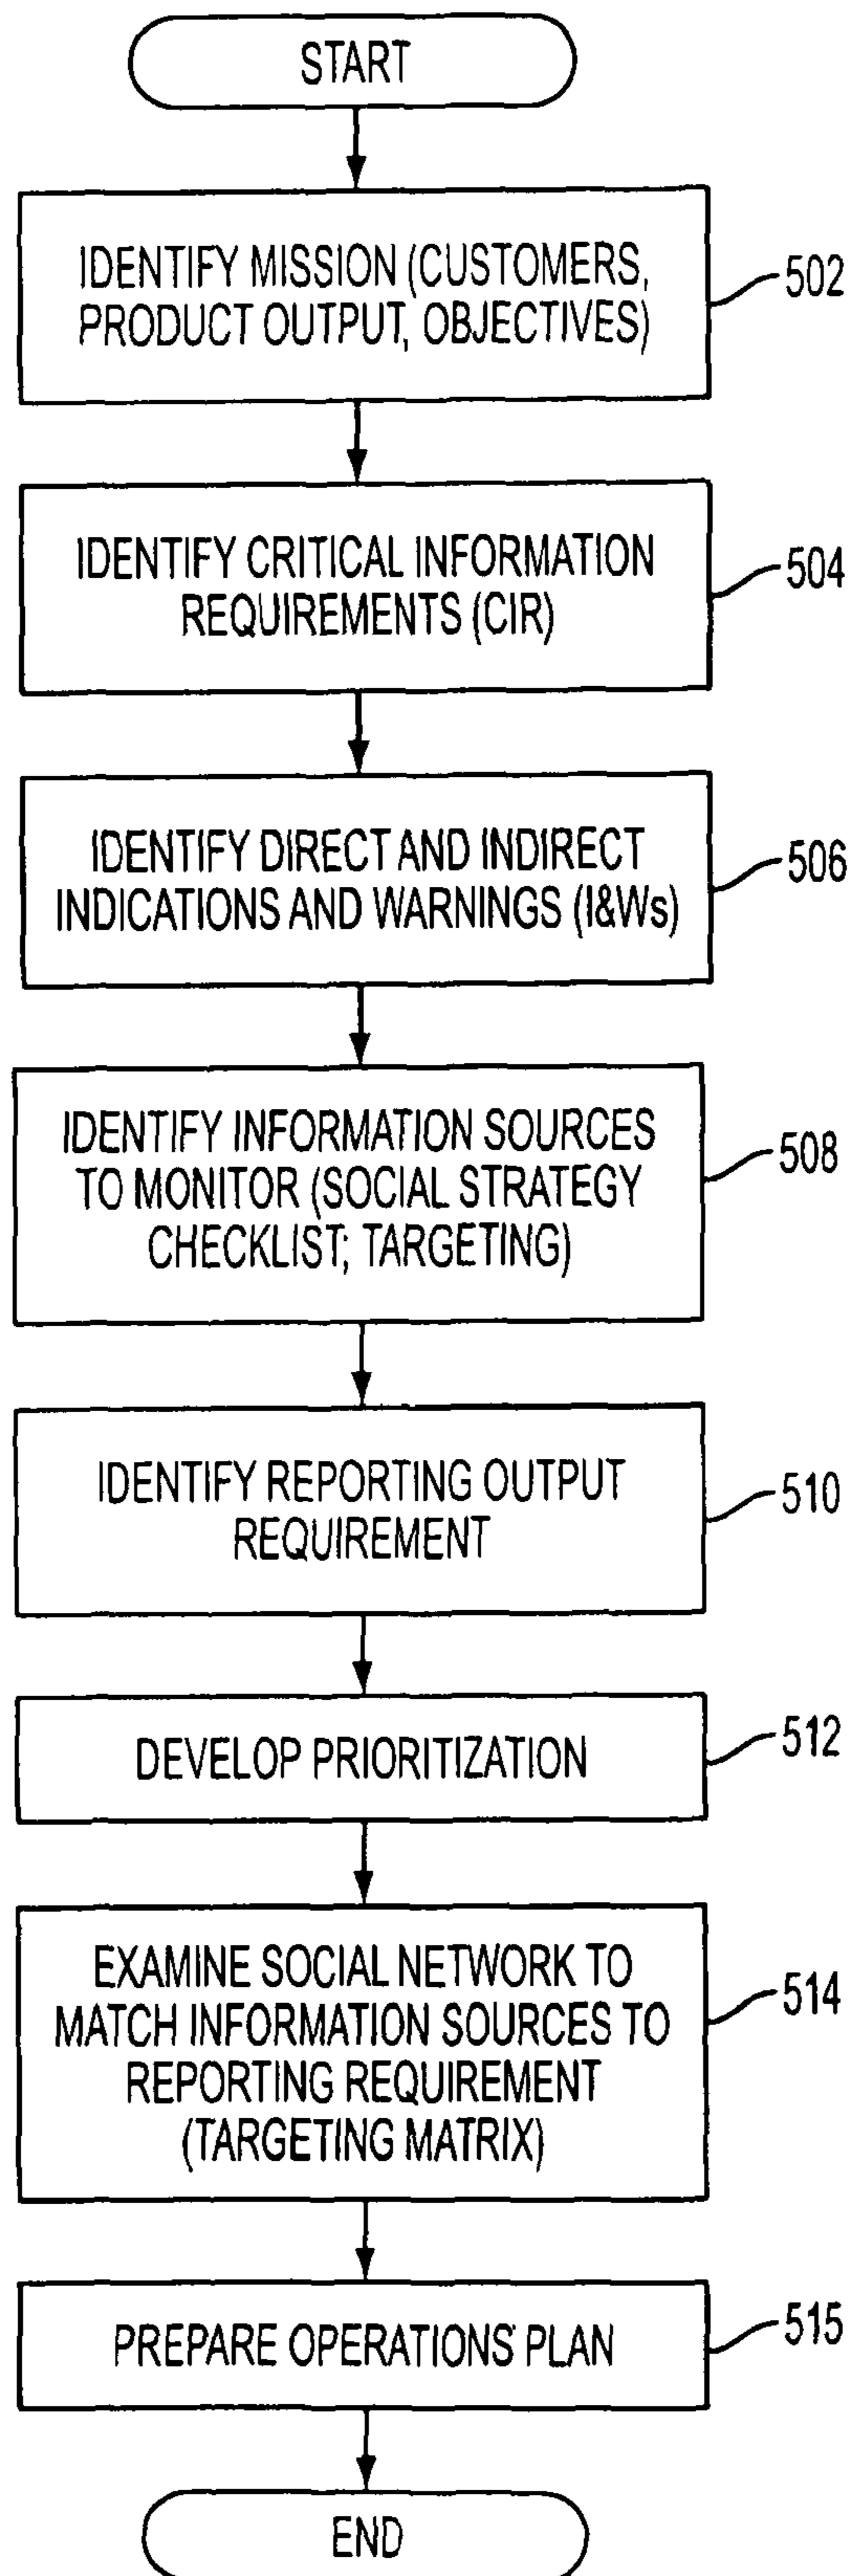 START
IDENTIFY MISSION (CUSTOMERS,
PRODUCT OUTPUT, OBJECTIVES)
502
IDENTIFY CRITICAL INFORMATION
REQUIREMENTS (CIR)
504
IDENTIFY DIRECT AND INDIRECT
INDICATIONS AND WARNINGS (I&Ws)
506
IDENTIFY INFORMATION SOURCES
TO MONITOR (SOCIAL STRATEGY
CHECKLIST; TARGETING)
508
IDENTIFY REPORTING OUTPUT
REQUIREMENT
510
DEVELOP PRIORITIZATION
512
EXAMINE SOCIAL NETWORK TO
MATCH INFORMATION SOURCES TO
REPORTING REQUIREMENT
(TARGETING MATRIX)
514
PREPARE OPERATIONS' PLAN
515
END